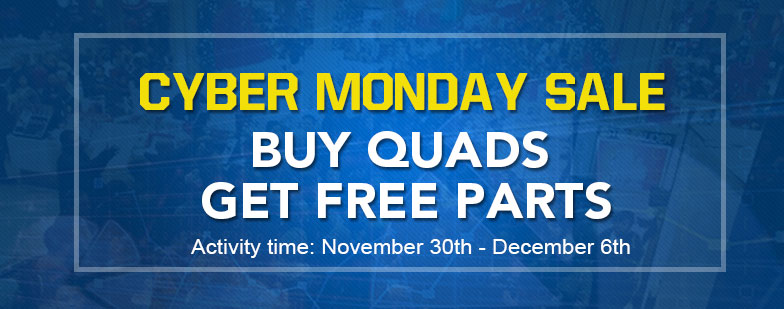 CYBER MONDAY SALE
BUY QUADS
GET FREE PARTS
Activity time: November 30th - December 6th